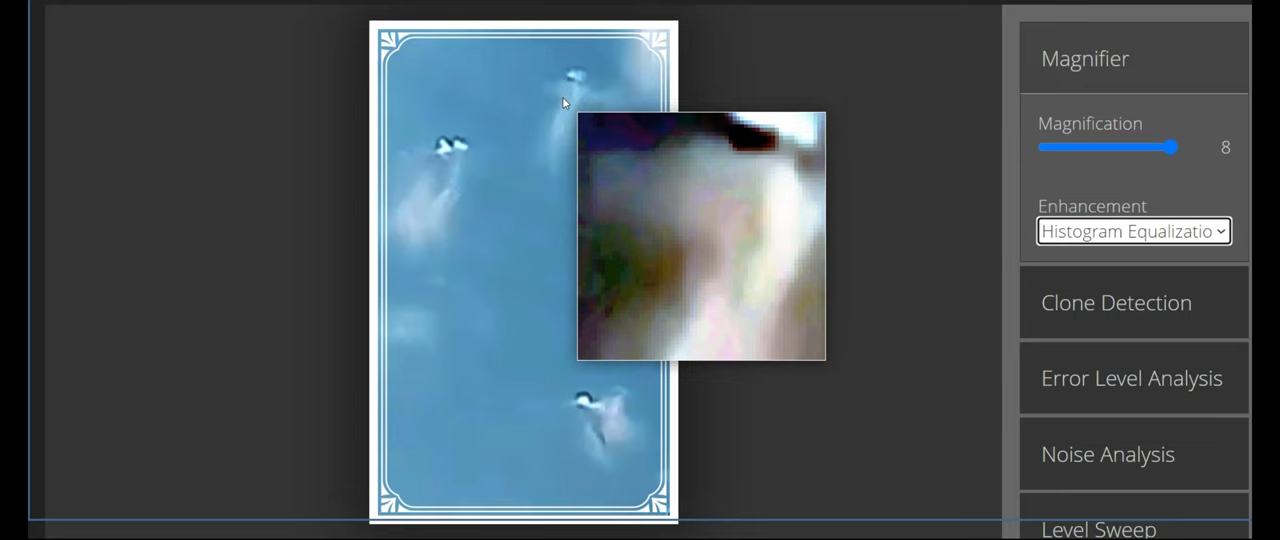 Magnifier
Magnification
8
Enhancement
Histogram Equalizatio
Clone Detection
Error Level Analysis
Noise Analysis
Level Sweep